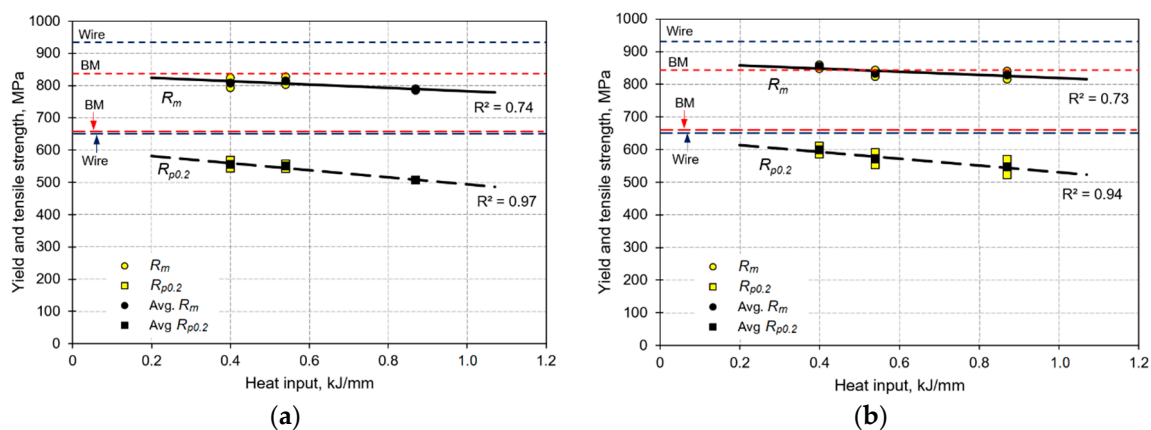 Yield and tensile strength, MPa
1000
900
800
700
600
500
400
300
200
100
0
Wire
BM
Rm
R² = 0.74
BM
Wire
Rp0.2
R² = 0.97
Rm
Rp0.2
Avg. Rm
Avg Rp0.2
0 0.2 0.4 0.6 0.8 1.0 1.2
Heat input, kJ/mm
(a)
Yield and tensile strength, MPa
1000
900
800
700
600
500
400
300
200
100
0
Wire
BM
Rm
R² = 0.73
BM
Wire
Rp0.2
R² = 0.94
Rm
Rp0.2
Avg. Rm
Avg Rp0.2
0 0.2 0.4 0.6 0.8 1.0 1.2
Heat input, kJ/mm
(b)